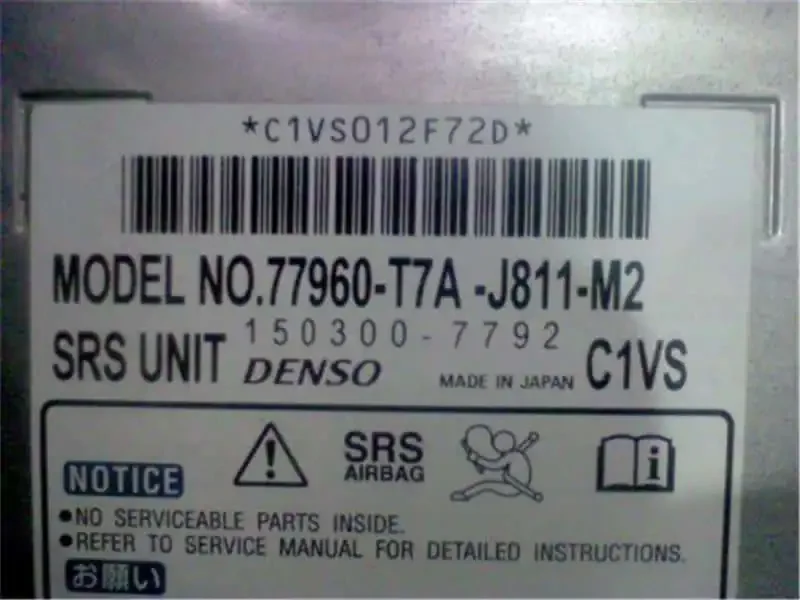 *C1VS012F72D*
MODEL NO.77960-T7A -J811-M2
150300-7792
SRS UNIT DENSO MADE IN JAPAN C1VS
SRS
AIRBAG
NOTICE
●NO SERVICEABLE PARTS INSIDE.
●REFER TO SERVICE MANUAL FOR DETAILED INSTRUCTIONS.
お願い